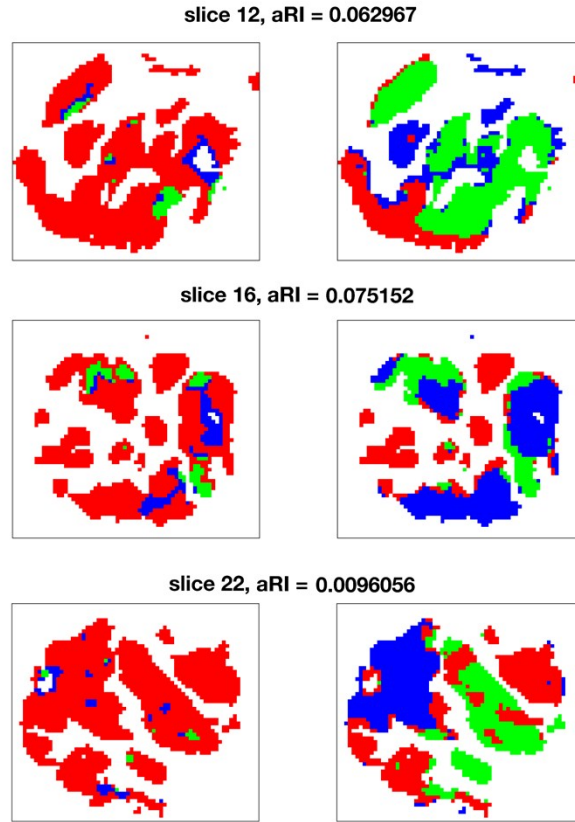 slice 12, aRI = 0.062967
slice 16, aRI = 0.075152
slice 22, aRI = 0.0096056